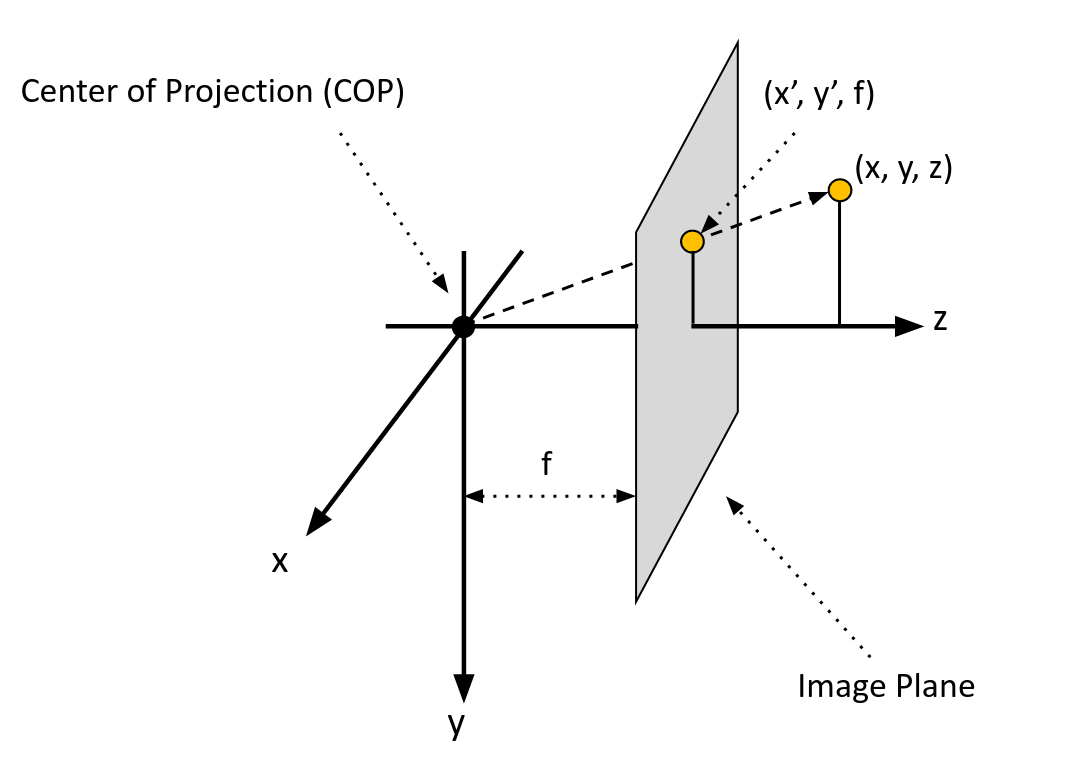 Center of Projection (COP)
(x’, y’, f)
(x, y, z)
z
f
x
Image Plane
y